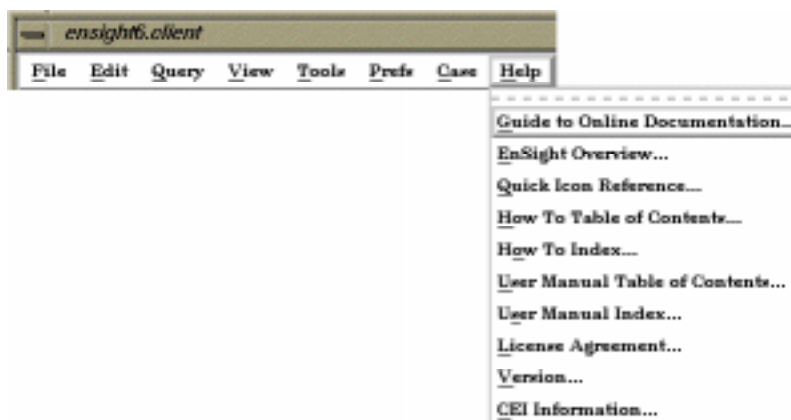 ensight6.client
File Edit Query View Tools Prefs Case Help
Guide to Online Documentation...
EnSight Overview...
Quick Icon Reference...
How To Table of Contents...
How To Index...
User Manual Table of Contents...
User Manual Index...
License Agreement...
Version...
CEI Information...